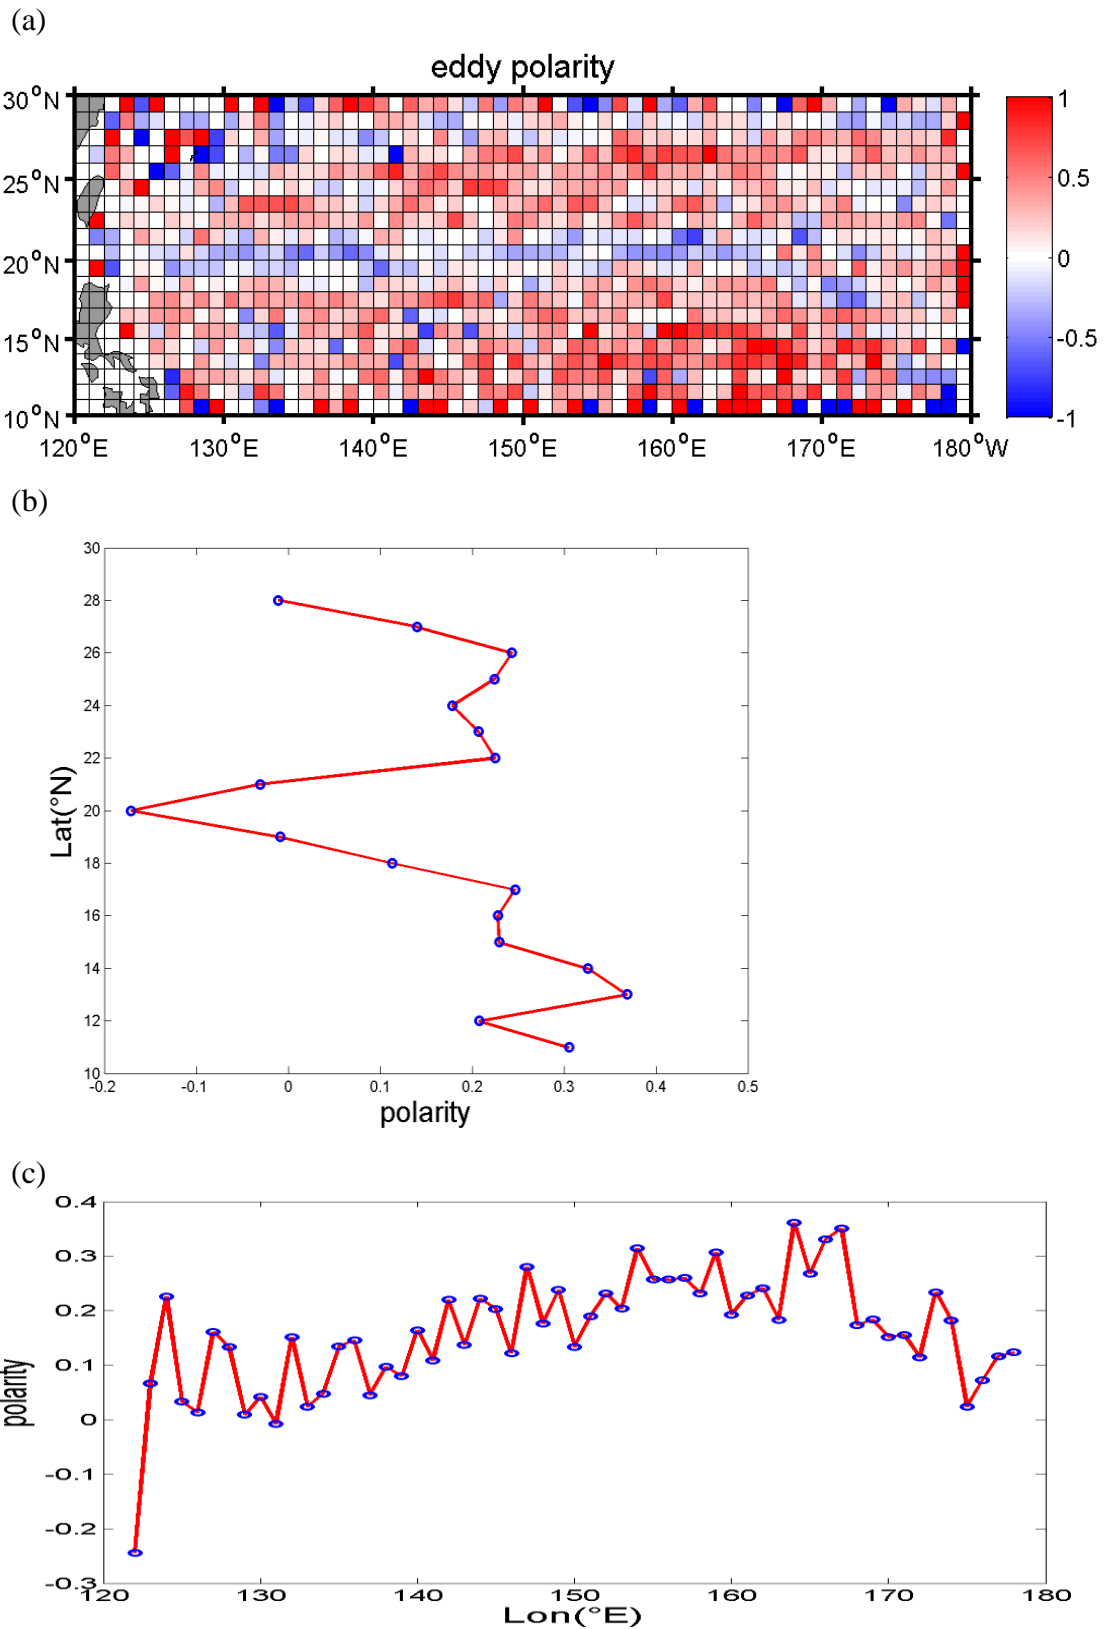 (a)
eddy polarity
30°N
25°N
20°N
15°N
10°N
120°E 130°E 140°E 150°E 160°E 170°E 180°W
1
0.5
0
-0.5
-1
(b)
30
28
26
24
22
20
18
16
14
12
10
Lat(°N)
-0.2 -0.1 0 0.1 0.2 0.3 0.4 0.5
polarity
(c)
0.4
0.3
0.2
0.1
0
-0.1
-0.2
-0.3
polarity
120 130 140 150 160 170 180
Lon(°E)